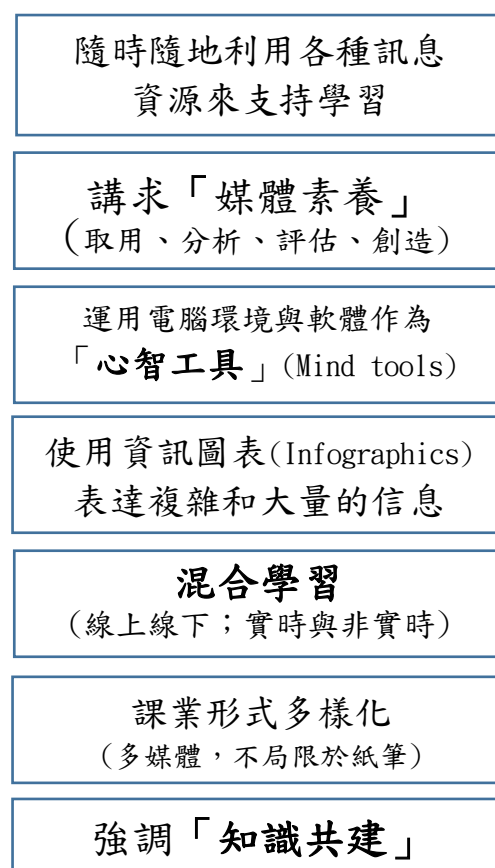 隨時隨地利用各種訊息
資源來支持學習
講求「媒體素養」
(取用、分析、評估、創造)
運用電腦環境與軟體作為
「心智工具」(Mind tools)
使用資訊圖表(Infographics)
表達複雜和大量的信息
混合學習
(線上線下；實時與非實時)
課業形式多樣化
(多媒體，不局限於紙筆)
強調「知識共建」